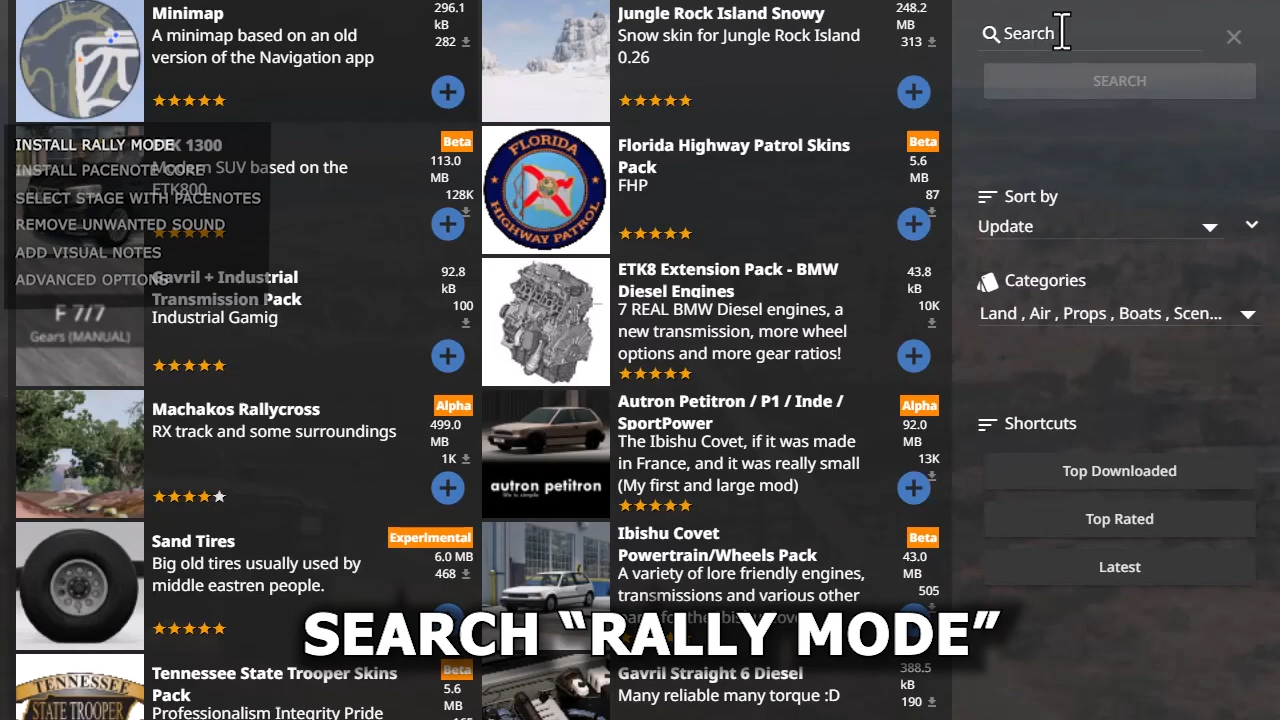 Minimap
A minimap based on an old
version of the Navigation app
296.1
kB
282
Jungle Rock Island Snowy
Snow skin for Jungle Rock Island
0.26
248.2
MB
313
Search
SEARCH
INSTALL RALLY MODE
INSTALL PACENOTE CORE
SELECT STAGE WITH PACENOTES
REMOVE UNWANTED SOUND
ADD VISUAL NOTES
ADVANCED OPTIONS
1300
Modern SUV based on the
ETK800
Beta
113.0
MB
128K
FLORIDA
HIGHWAY PATROL
Florida Highway Patrol Skins
Pack
FHP
Beta
5.6
MB
87
Sort by
Update
Categories
Land , Air , Props , Boats , Scen...
F 7/7
Gears (MANUAL)
Gavril + Industrial
Transmission Pack
Industrial Gamig
92.8
kB
100
ETK8 Extension Pack - BMW
Diesel Engines
7 REAL BMW Diesel engines, a
new transmission, more wheel
options and more gear ratios!
43.8
kB
10K
Machakos Rallycross
RX track and some surroundings
Alpha
499.0
MB
1K
autron petitron
life is simple
Autron Petitron / P1 / Inde /
SportPower
The Ibishu Covet, if it was made
in France, and it was really small
(My first and large mod)
Alpha
92.0
MB
13K
Shortcuts
Top Downloaded
Top Rated
Latest
Sand Tires
Big old tires usually used by
middle eastren people.
Experimental
6.0 MB
468
Ibishu Covet
Powertrain/Wheels Pack
A variety of lore friendly engines,
transmissions and various other
Beta
43.0
MB
505
SEARCH “RALLY MODE”
TENNESSEE
STATE TROOPER
Tennessee State Trooper Skins
Pack
Professionalism Integrity Pride
Beta
5.6
MB
Gavril Straight 6 Diesel
Many reliable many torque :D
388.5
kB
190